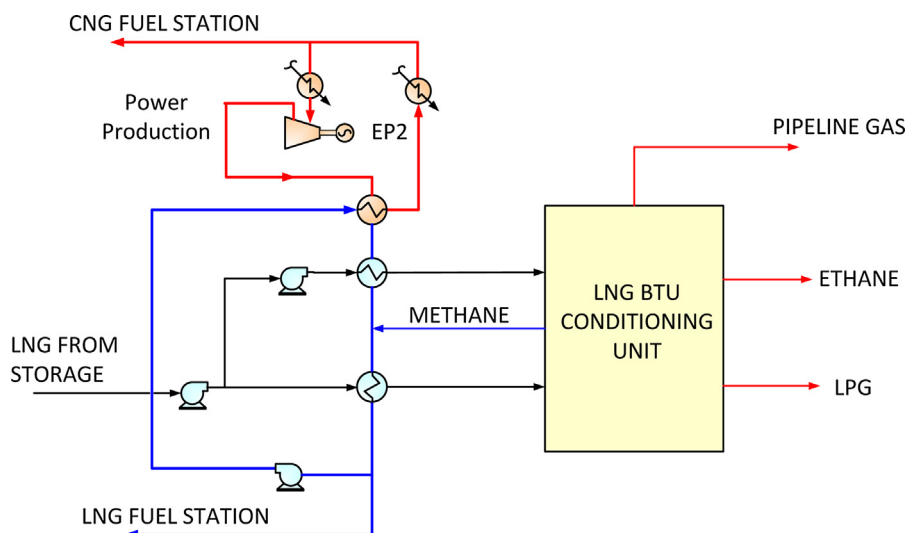 CNG FUEL STATION
Power
Production
EP2
PIPELINE GAS
LNG BTU
CONDITIONING
UNIT
ETHANE
METHANE
LNG FROM
STORAGE
LPG
LNG FUEL STATION